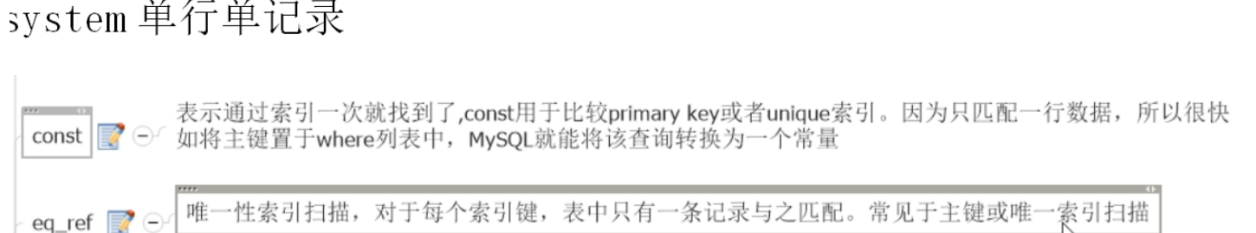 system 单行单记录
const
表示通过索引一次就找到了,const用于比较primary key或者unique索引。因为只匹配一行数据，所以很快
如将主键置于where列表中，MySQL就能将该查询转换为一个常量
eq_ref
唯一性索引扫描，对于每个索引键，表中只有一条记录与之匹配。常见于主键或唯一索引扫描